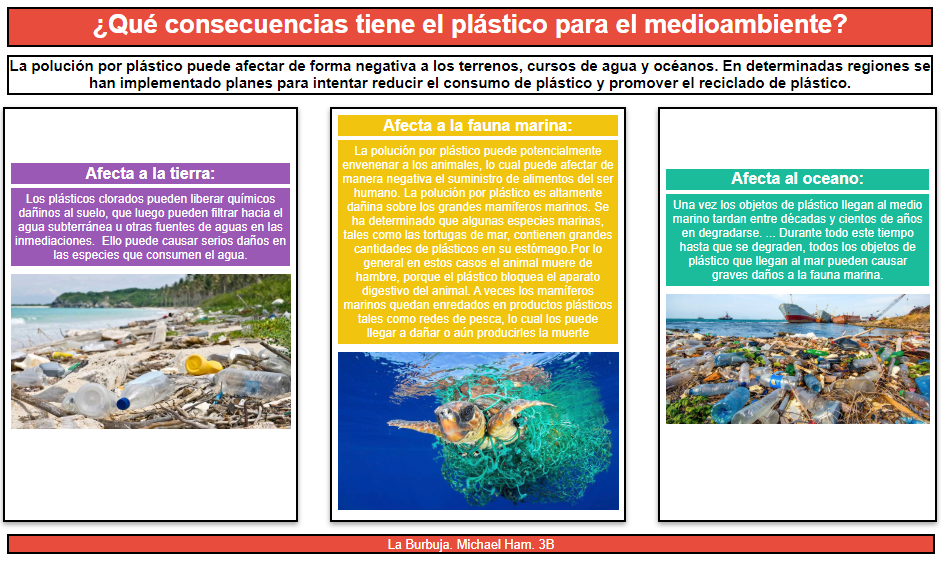 ¿Qué consecuencias tiene el plástico para el medioambiente?
La polución por plástico puede afectar de forma negativa a los terrenos, cursos de agua y océanos. En determinadas regiones se
han implementado planes para intentar reducir el consumo de plástico y promover el reciclado de plástico.
Afecta a la tierra:
Los plásticos clorados pueden liberar químicos
dañinos al suelo, que luego pueden filtrar hacia el
agua subterránea u otras fuentes de aguas en las
inmediaciones.  Ello puede causar serios daños en
las especies que consumen el agua.
Afecta a la fauna marina:
La polución por plástico puede potencialmente
envenenar a los animales, lo cual puede afectar de
manera negativa el suministro de alimentos del ser
humano. La polución por plástico es altamente
dañina sobre los grandes mamíferos marinos. Se
ha determinado que algunas especies marinas,
tales como las tortugas de mar, contienen grandes
cantidades de plásticos en su estómago.Por lo
general en estos casos el animal muere de
hambre, porque el plástico bloquea el aparato
digestivo del animal. A veces los mamíferos
marinos quedan enredados en productos plásticos
tales como redes de pesca, lo cual los puede
llegar a dañar o aún producirles la muerte
Afecta al oceano:
Una vez los objetos de plástico llegan al medio
marino tardan entre décadas y cientos de años
en degradarse. ... Durante todo este tiempo
hasta que se degraden, todos los objetos de
plástico que llegan al mar pueden causar
graves daños a la fauna marina.
La Burbuja. Michael Ham. 3B